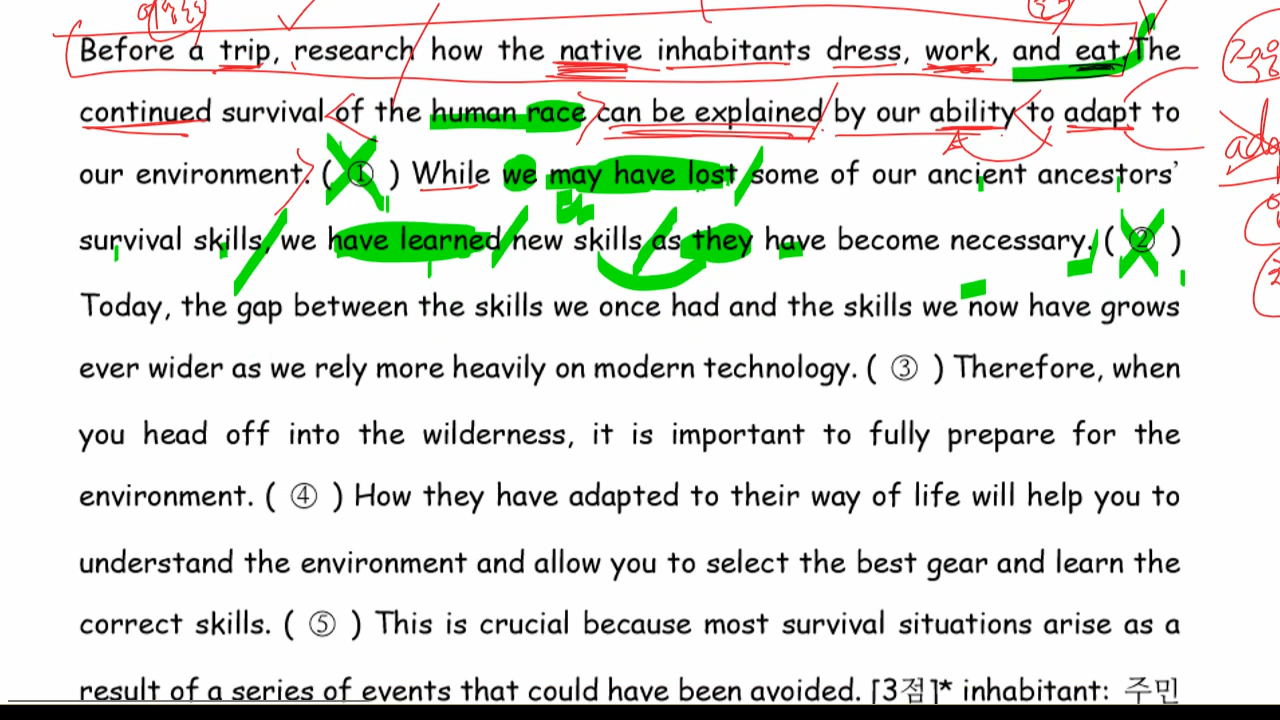 Before a trip, research how the native inhabitants dress, work, and eat.The
continued survival of the human race can be explained by our ability to adapt to
our environment. ( ① ) While we may have lost some of our ancient ancestors’
survival skills, we have learned new skills as they have become necessary. ( ② )
Today, the gap between the skills we once had and the skills we now have grows
ever wider as we rely more heavily on modern technology. ( ③ ) Therefore, when
you head off into the wilderness, it is important to fully prepare for the
environment. ( ④ ) How they have adapted to their way of life will help you to
understand the environment and allow you to select the best gear and learn the
correct skills. ( ⑤ ) This is crucial because most survival situations arise as a
result of a series of events that could have been avoided. [3점]* inhabitant: 주민